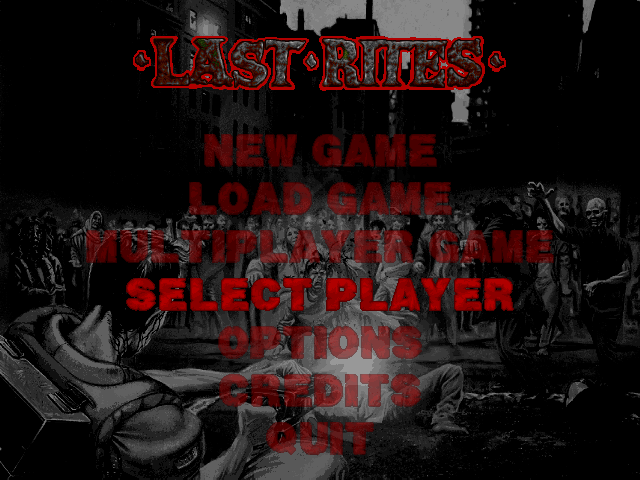 LAST·RITES
NEW GAME
LOAD GAME
MULTIPLAYER GAME
SELECT PLAYER
OPTIONS
CREDITS
QUIT